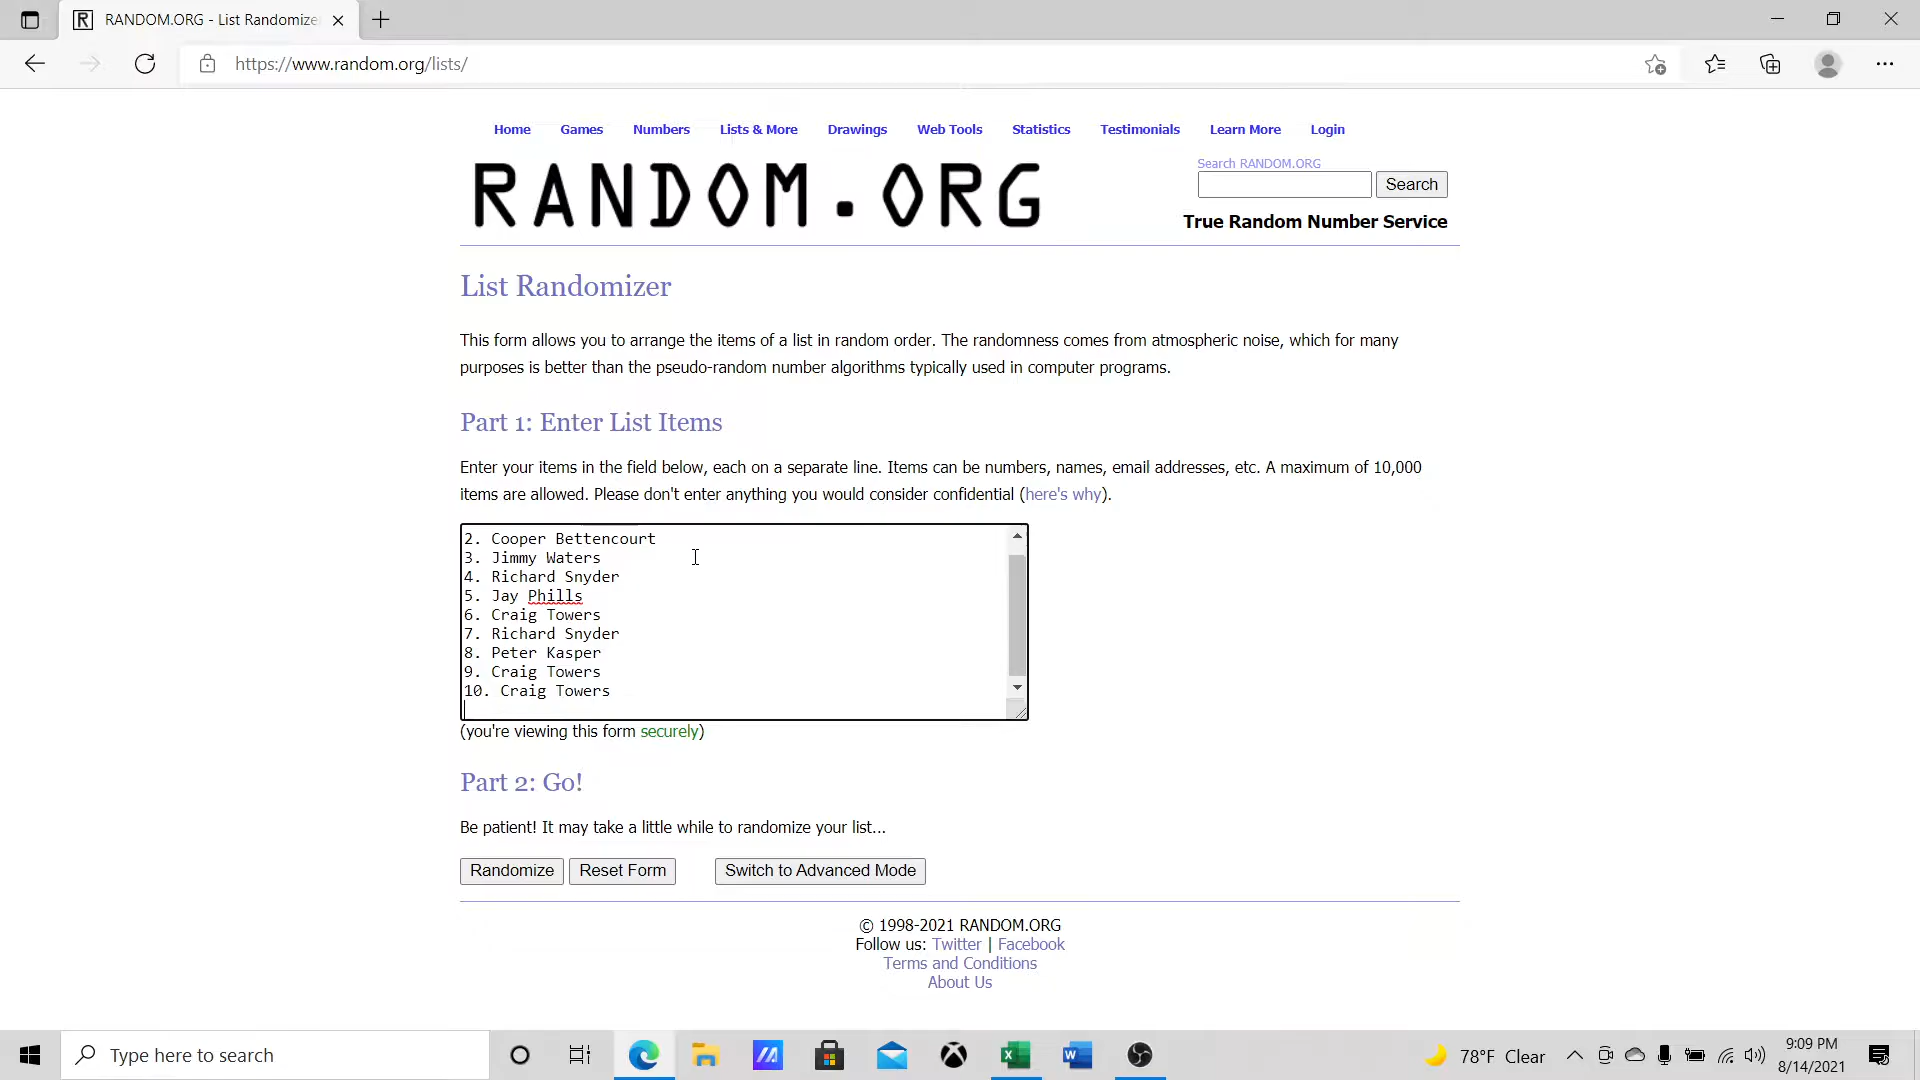 RANDOM.ORG - List Randomize
https://www.random.org/lists/
Home Games Numbers Lists & More Drawings Web Tools Statistics Testimonials Learn More Login
RANDOM.ORG
Search RANDOM.ORG
Search
True Random Number Service
List Randomizer
This form allows you to arrange the items of a list in random order. The randomness comes from atmospheric noise, which for many
purposes is better than the pseudo-random number algorithms typically used in computer programs.
Part 1: Enter List Items
Enter your items in the field below, each on a separate line. Items can be numbers, names, email addresses, etc. A maximum of 10,000
items are allowed. Please don't enter anything you would consider confidential (here's why).
2. Cooper Bettencourt
3. Jimmy Waters
4. Richard Snyder
5. Jay Phills
6. Craig Towers
7. Richard Snyder
8. Peter Kasper
9. Craig Towers
10. Craig Towers
(you're viewing this form securely)
Part 2: Go!
Be patient! It may take a little while to randomize your list...
Randomize Reset Form Switch to Advanced Mode
© 1998-2021 RANDOM.ORG
Follow us: Twitter | Facebook
Terms and Conditions
About Us
Type here to search
78°F Clear
9:09 PM
8/14/2021